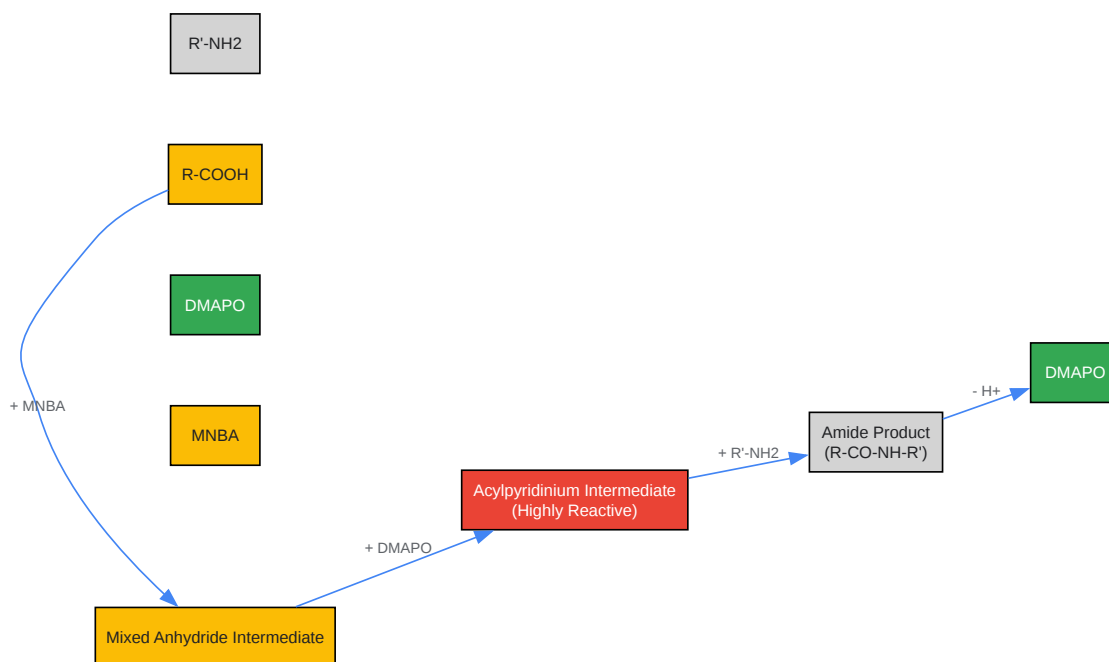 R'-NH2
R-COOH
DMAPO
DMAPO
- H+
+ MNBA
MNBA
Amide Product
(R-CO-NH-R')
+ R'-NH2
Acylpyridinium Intermediate
(Highly Reactive)
+ DMAPO
Mixed Anhydride Intermediate